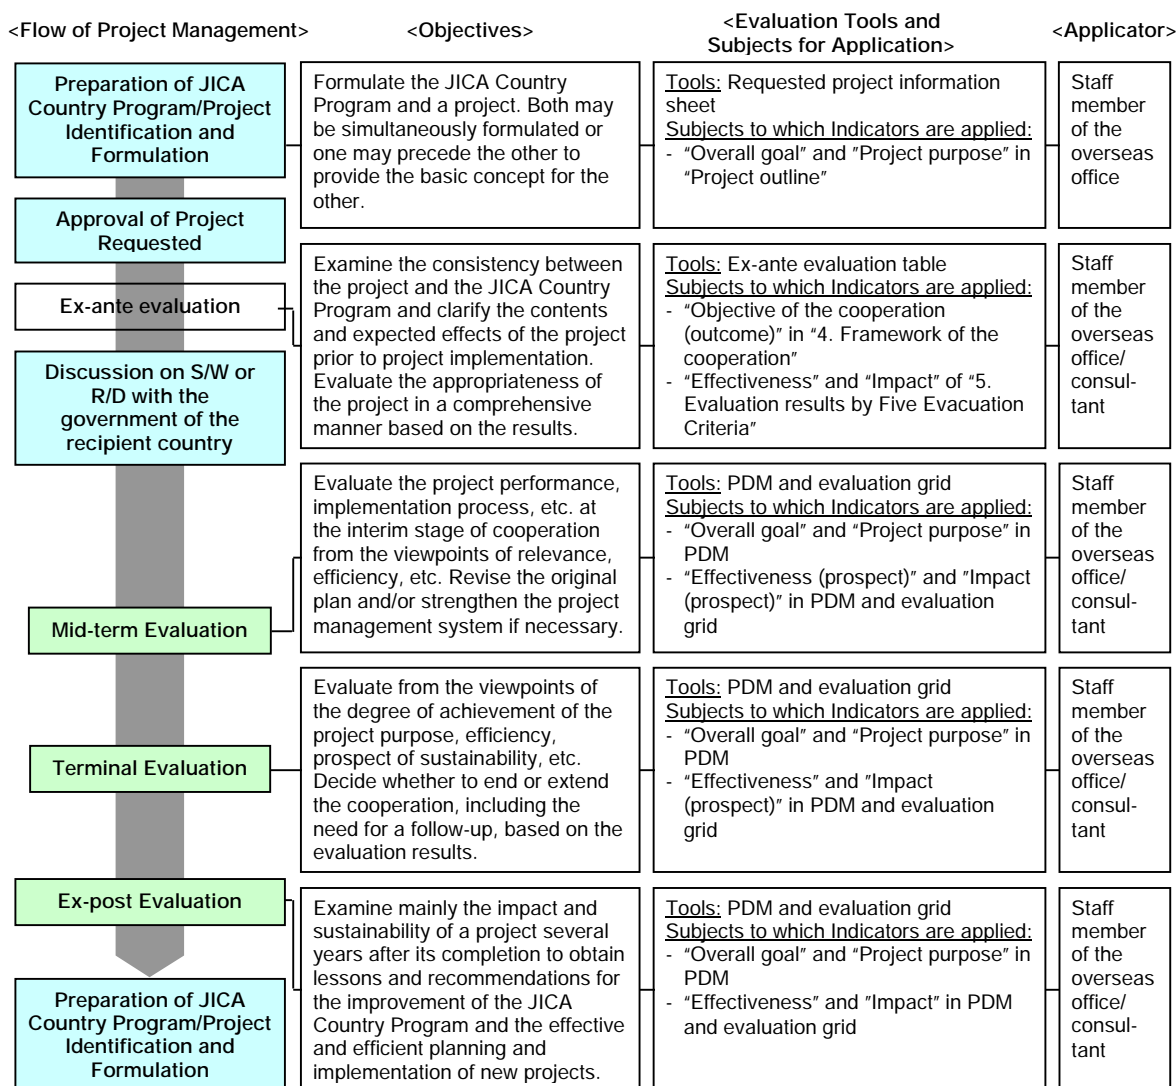 <Flow of Project Management>
<Objectives>
<Evaluation Tools and
Subjects for Application>
<Applicator>
Preparation of JICA
Country Program/Project
Identification and
Formulation
Formulate the JICA Country
Program and a project. Both may
be simultaneously formulated or
one may precede the other to
provide the basic concept for the
other.
Tools: Requested project information
sheet
Subjects to which Indicators are applied:
- “Overall goal” and ”Project purpose” in
“Project outline”
Staff
member
of the
overseas
office
Approval of Project
Requested
Ex-ante evaluation
Examine the consistency between
the project and the JICA Country
Program and clarify the contents
and expected effects of the project
prior to project implementation.
Evaluate the appropriateness of
the project in a comprehensive
manner based on the results.
Tools: Ex-ante evaluation table
Subjects to which Indicators are applied:
- “Objective of the cooperation
(outcome)” in “4. Framework of the
cooperation”
- “Effectiveness” and “Impact” of “5.
Evaluation results by Five Evacuation
Criteria”
Staff
member
of the
overseas
office/
consul-
tant
Discussion on S/W or
R/D with the
government of the
recipient country
Mid-term Evaluation
Evaluate the project performance,
implementation process, etc. at
the interim stage of cooperation
from the viewpoints of relevance,
efficiency, etc. Revise the original
plan and/or strengthen the project
management system if necessary.
Tools: PDM and evaluation grid
Subjects to which Indicators are applied:
- “Overall goal” and “Project purpose” in
PDM
- “Effectiveness (prospect)” and ”Impact
(prospect)” in PDM and evaluation
grid
Staff
member
of the
overseas
office/
consul-
tant
Terminal Evaluation
Evaluate from the viewpoints of
the degree of achievement of the
project purpose, efficiency,
prospect of sustainability, etc.
Decide whether to end or extend
the cooperation, including the
need for a follow-up, based on the
evaluation results.
Tools: PDM and evaluation grid
Subjects to which Indicators are applied:
- “Overall goal” and “Project purpose” in
PDM
- “Effectiveness” and ”Impact
(prospect)” in PDM and evaluation
grid
Staff
member
of the
overseas
office/
consul-
tant
Ex-post Evaluation
Examine mainly the impact and
sustainability of a project several
years after its completion to obtain
lessons and recommendations for
the improvement of the JICA
Country Program and the effective
and efficient planning and
implementation of new projects.
Tools: PDM and evaluation grid
Subjects to which Indicators are applied:
- “Overall goal” and “Project purpose” in
PDM
- “Effectiveness” and ”Impact” in PDM
and evaluation grid
Staff
member
of the
overseas
office/
consul-
tant
Preparation of JICA
Country Program/Project
Identification and
Formulation